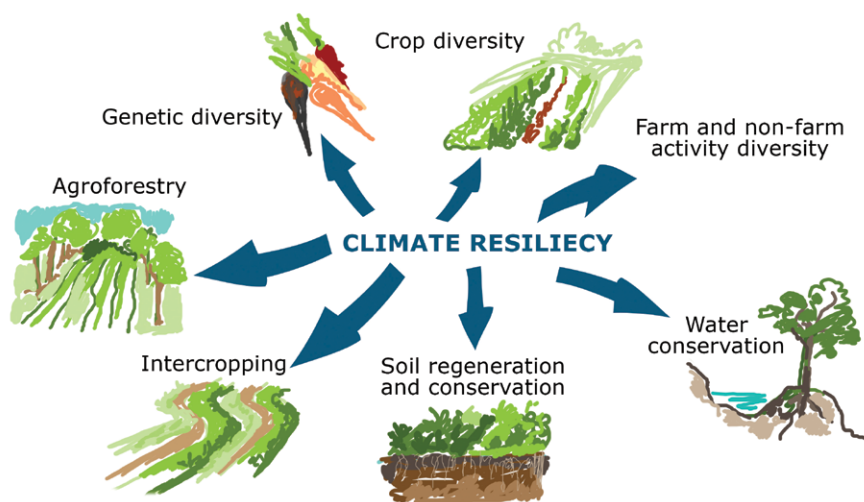 Crop diversity
Genetic diversity
Farm and non-farm
activity diversity
Agroforestry
CLIMATE RESILIECY
Water
conservation
Intercropping
Soil regeneration
and conservation